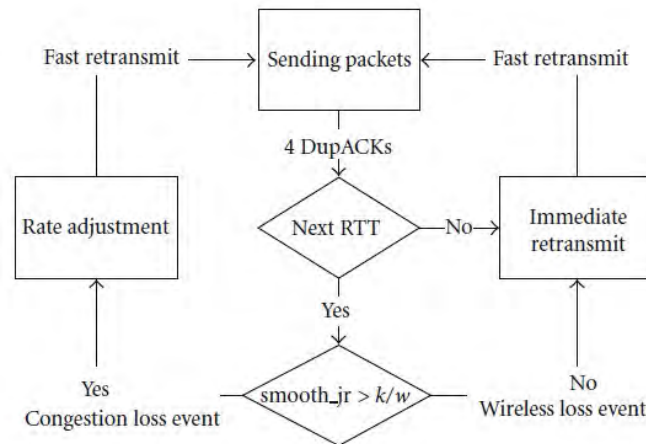 Fast retransmit
Sending packets
Fast retransmit
4 DupACKs
Rate adjustment
Next RTT
No
Immediate
retransmit
Yes
Yes
Congestion loss event
smooth_jr > k/w
No
Wireless loss event